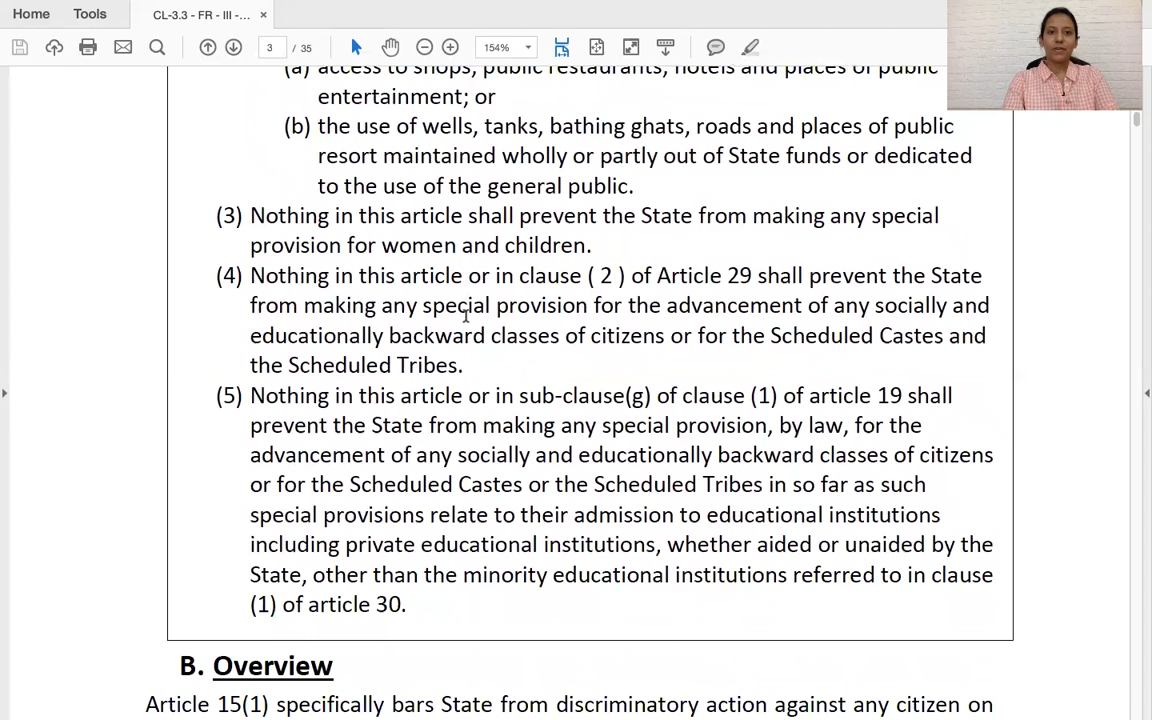 Home Tools CL-3.3 - FR - III -... ×
3 / 35 154%
(a) access to shops, public restaurants, hotels and places of public
entertainment; or
(b) the use of wells, tanks, bathing ghats, roads and places of public
resort maintained wholly or partly out of State funds or dedicated
to the use of the general public.
(3) Nothing in this article shall prevent the State from making any special
provision for women and children.
(4) Nothing in this article or in clause ( 2 ) of Article 29 shall prevent the State
from making any special provision for the advancement of any socially and
educationally backward classes of citizens or for the Scheduled Castes and
the Scheduled Tribes.
(5) Nothing in this article or in sub-clause(g) of clause (1) of article 19 shall
prevent the State from making any special provision, by law, for the
advancement of any socially and educationally backward classes of citizens
or for the Scheduled Castes or the Scheduled Tribes in so far as such
special provisions relate to their admission to educational institutions
including private educational institutions, whether aided or unaided by the
State, other than the minority educational institutions referred to in clause
(1) of article 30.
B. Overview
Article 15(1) specifically bars State from discriminatory action against any citizen on